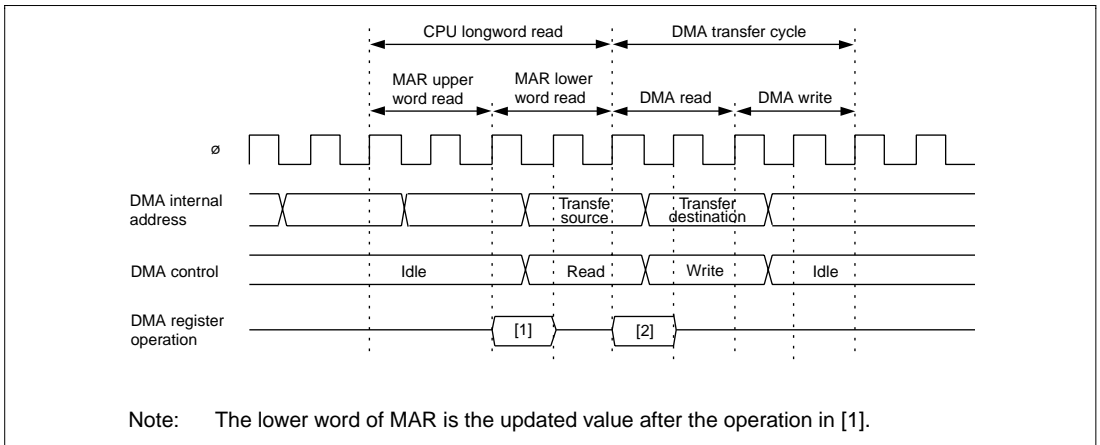 CPU longword read
DMA transfer cycle
MAR upper
word read
MAR lower
word read
DMA read
DMA write
ø
DMA internal
address
Transfe
source
Transfer
destination
DMA control
Idle
Read
Write
Idle
DMA register
operation
[1]
[2]
Note: The lower word of MAR is the updated value after the operation in [1].